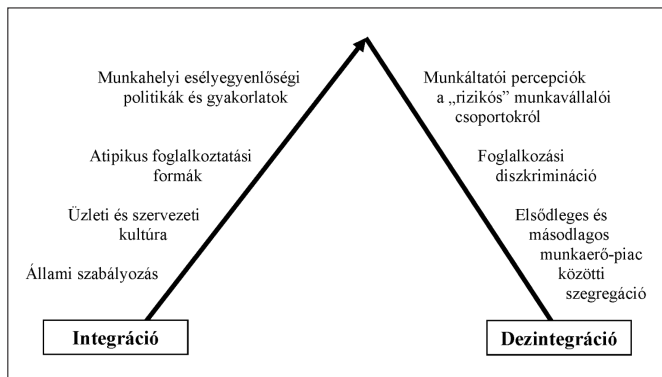 Munkahelyi esélyegyenlőségi
politikák és gyakorlatok
Atipikus foglalkoztatási
formák
Üzleti és szervezeti
kultúra
Állami szabályozás
Integráció
Munkáltatói percepciók
a „rizikós” munkavállalói
csoportokról
Foglalkozási
diszkrimináció
Elsődleges és
másodlagos
munkaerő-piac
közötti
szegregáció
Dezintegráció